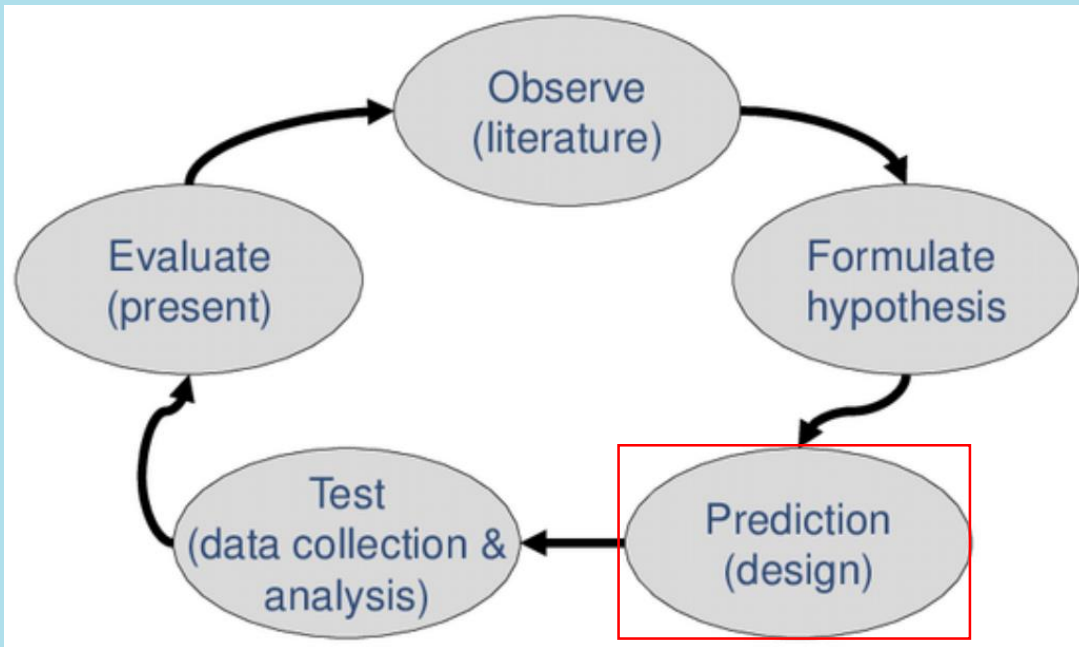 Observe
(literature)
Formulate
hypothesis
Prediction
(design)
Test
(data collection &
analysis)
Evaluate
(present)